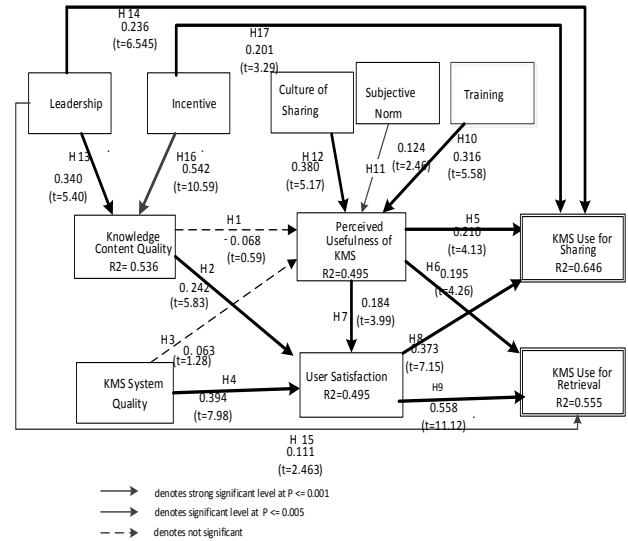 H 14
0.236
(t=6.545)
H17
0.201
(t=3.29)
Leadership
Incentive
Culture of
Sharing
Subjective
Norm
Training
H 13
0.340
(t=5.40)
H16
0.542
(t=10.59)
H 12
0.380
(t=5.17)
H11
0.124
(t=2.46)
H10
0.316
(t=5.58)
Knowledge
Content Quality
R2= 0.536
H1
- 0.068
(t=0.59)
Perceived
Usefulness of
KMS
R2=0.495
H5
0.210
(t=4.13)
KMS Use for
Sharing
R2=0.646
H2
0.242
(t=5.83)
H6
0.195
(t=4.26)
H3
0. 063
(t=1.28)
H7
0.184
(t=3.99)
H8
0.373
(t=7.15)
KMS System
Quality
H4
0.394
(t=7.98)
User Satisfaction
R2=0.495
H9
0.558
(t=11.12)
KMS Use for
Retrieval
R2=0.555
H 15
0.111
(t=2.463)
denotes strong significant level at P <= 0.001
denotes significant level at P <= 0.005
denotes not significant